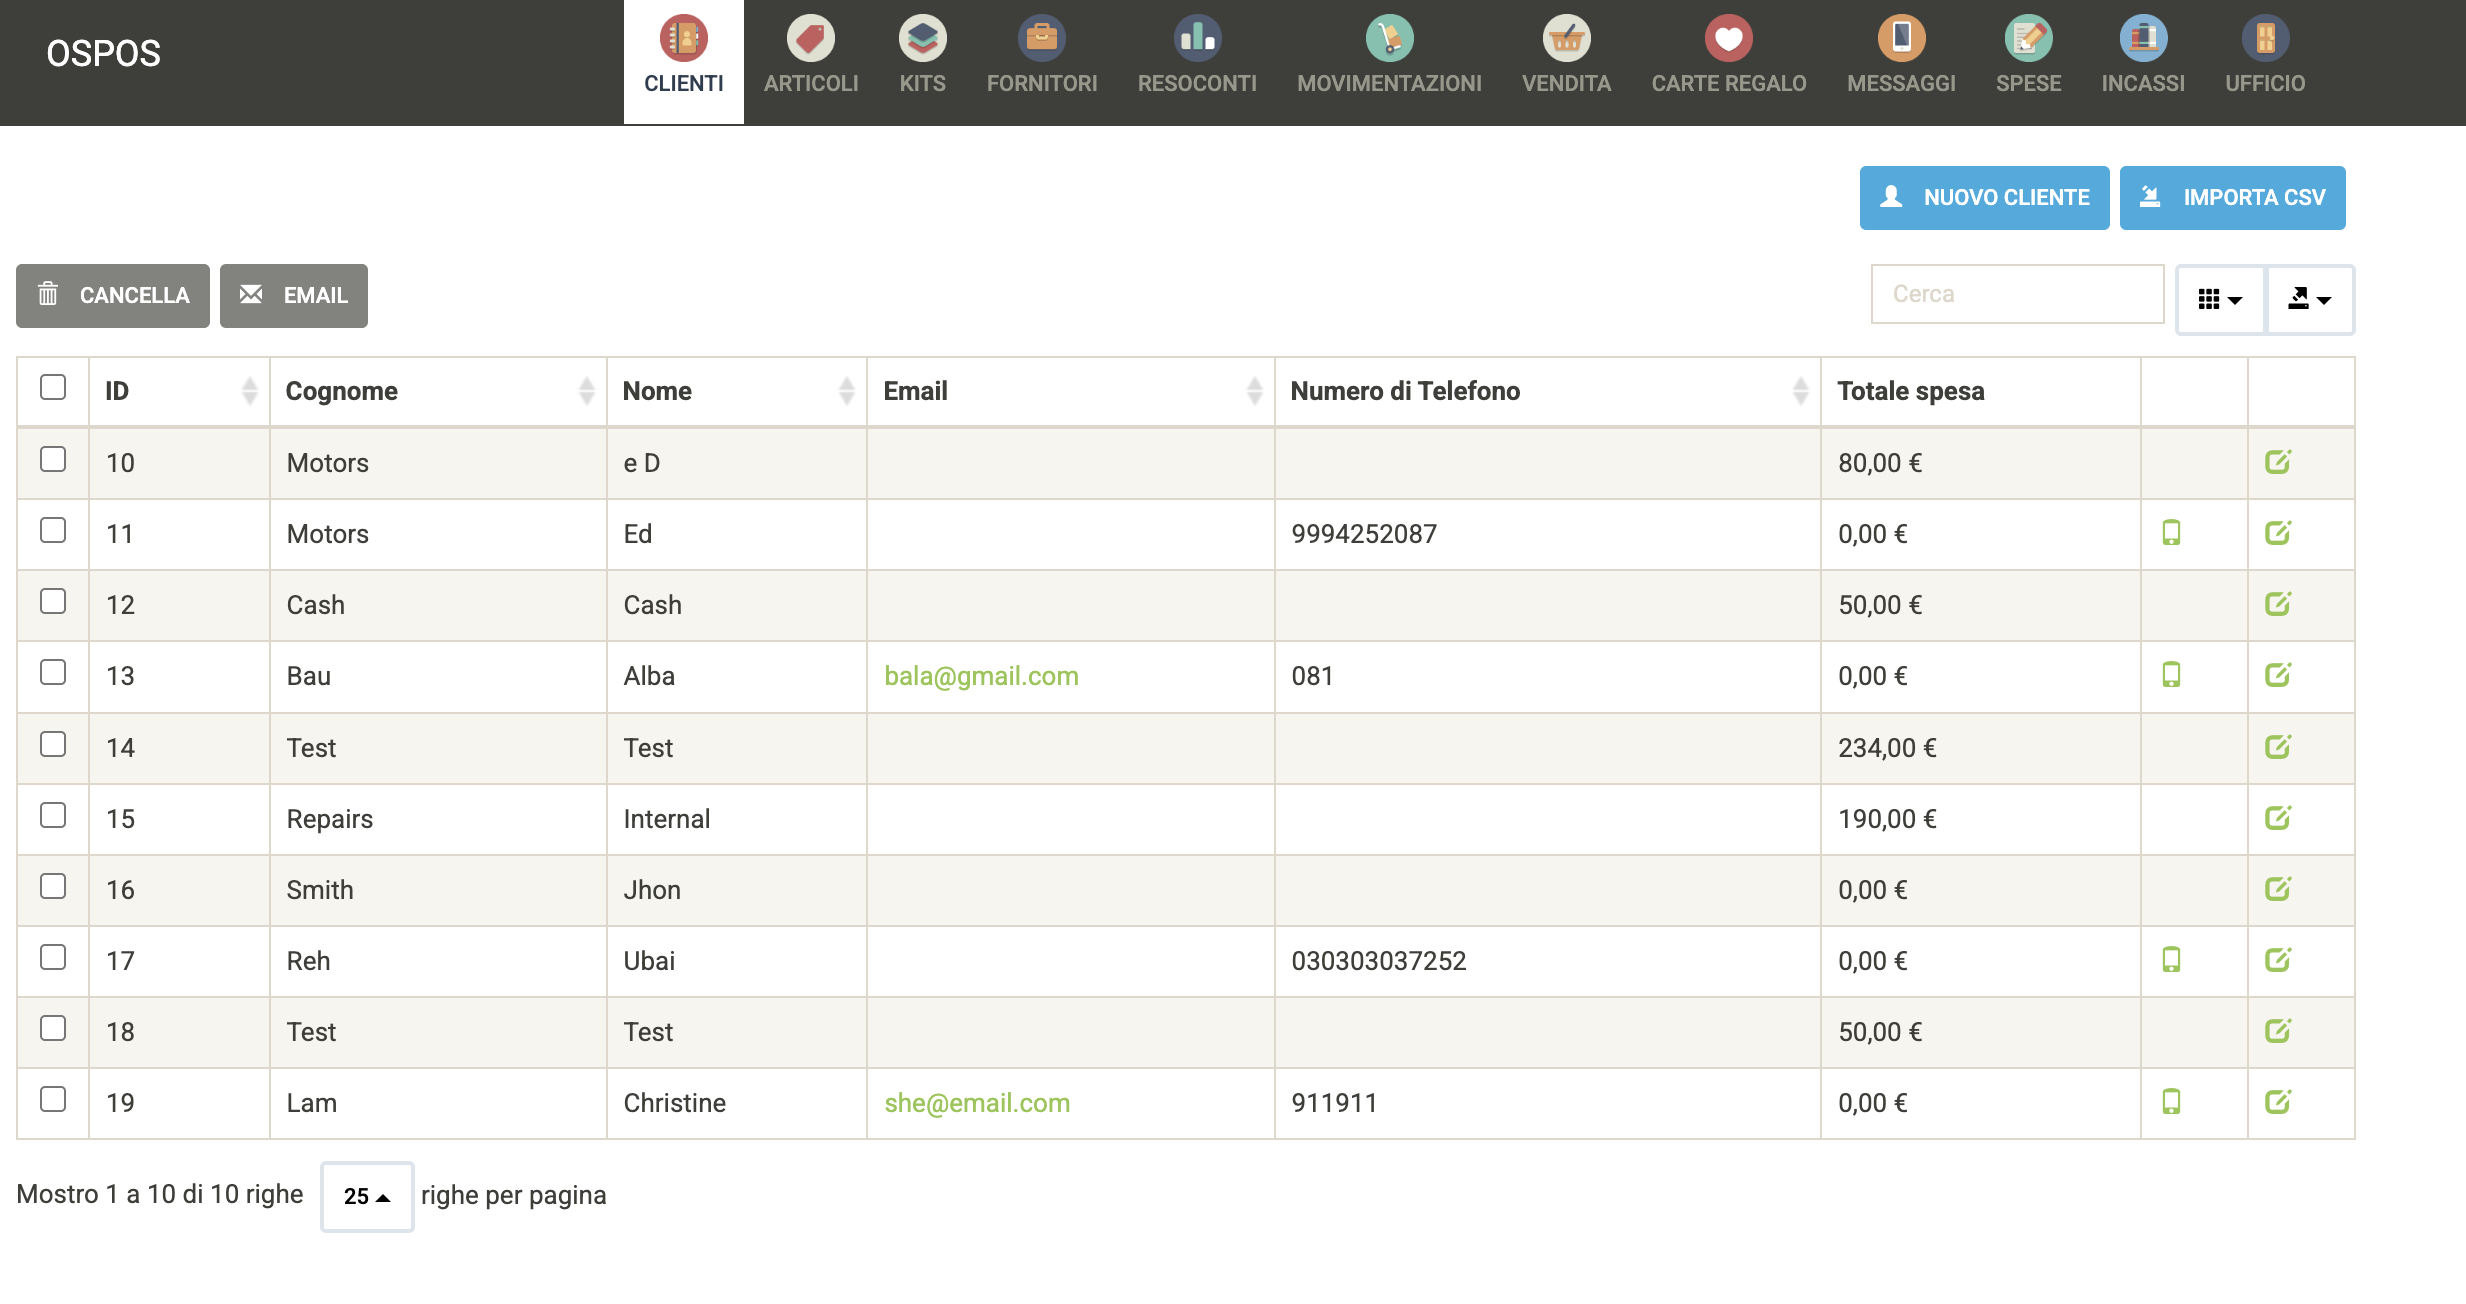 OSPOS
CLIENTI ARTICOLI KITS FORNITORI RESOCONTI MOVIMENTAZIONI VENDITA CARTE REGALO MESSAGGI SPESE INCASSI UFFICIO
NUOVO CLIENTE IMPORTA CSV
CANCELLA EMAIL Cerca
ID Cognome Nome Email Numero di Telefono Totale spesa
10 Motors e D 80,00 €
11 Motors Ed 9994252087 0,00 €
12 Cash Cash 50,00 €
13 Bau Alba bala@gmail.com 081 0,00 €
14 Test Test 234,00 €
15 Repairs Internal 190,00 €
16 Smith Jhon 0,00 €
17 Reh Ubai 030303037252 0,00 €
18 Test Test 50,00 €
19 Lam Christine she@email.com 911911 0,00 €
Mostro 1 a 10 di 10 righe 25 righe per pagina